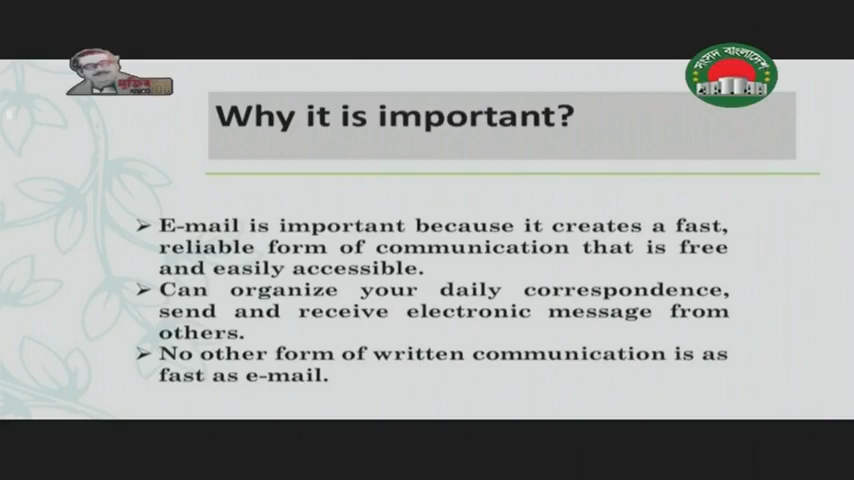 মুজিব
100
সংসদ বাংলাদেশ
Why it is important?
➢ E-mail is important because it creates a fast,
reliable form of communication that is free
and easily accessible.
➢ Can organize your daily correspondence,
send and receive electronic message from
others.
➢ No other form of written communication is as
fast as e-mail.